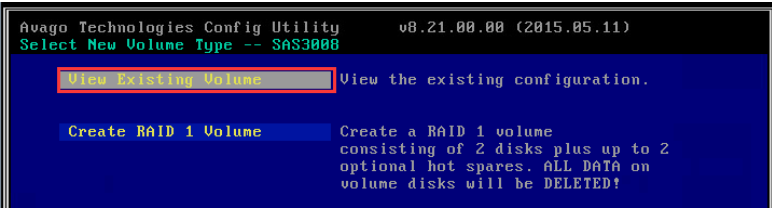 Avago Technologies Config Utility v8.21.00.00 (2015.05.11)
Select New Volume Type -- SAS3008
View Existing Volume View the existing configuration.
Create RAID 1 Volume Create a RAID 1 volume
consisting of 2 disks plus up to 2
optional hot spares. ALL DATA on
volume disks will be DELETED!